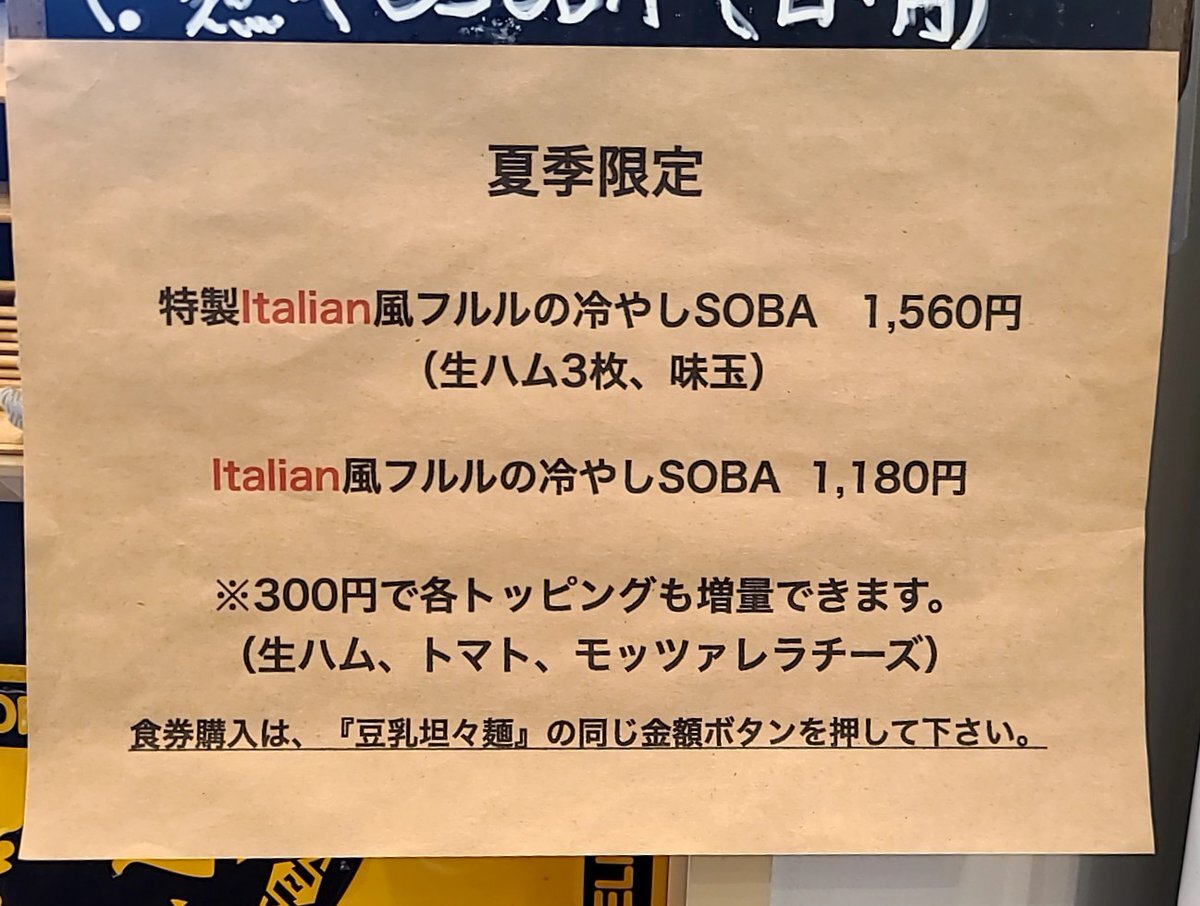 夏季限定
特製Italian風フルルの冷やしSOBA 1,560円
（生ハム3枚、味玉）
Italian風フルルの冷やしSOBA 1,180円
※300円で各トッピングも増量できます。
（生ハム、トマト、モッツァレラチーズ）
食券購入は、『豆乳坦々麺』の同じ金額ボタンを押して下さい。